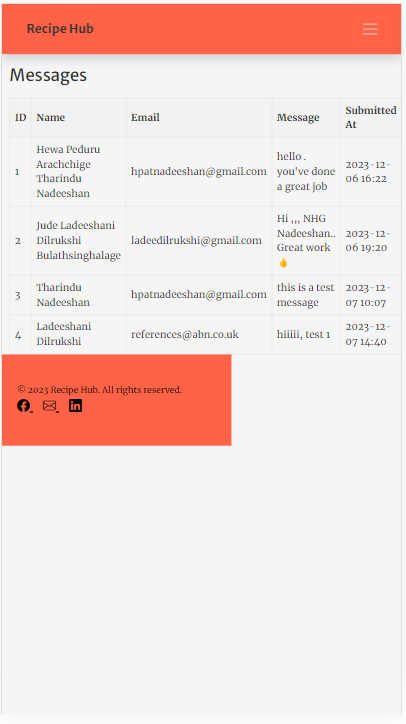 Recipe Hub
Messages
ID Name Email Message Submitted
At
1 Hewa Peduru
Arachchige
Tharindu
Nadeeshan hpatnadeeshan@gmail.com hello .
you've done
a great job 2023-12-
06 16:22
2 Jude Ladeeshani
Dilrukshi
Bulathsinghalage ladeedilrukshi@gmail.com Hi ,,, NHG
Nadeeshan..
Great work
👍 2023-12-
06 19:20
3 Tharindu
Nadeeshan hpatnadeeshan@gmail.com this is a test
message 2023-12-
07 10:07
4 Ladeeshani
Dilrukshi references@abn.co.uk hiiiii, test 1 2023-12-
07 14:40
© 2023 Recipe Hub. All rights reserved.